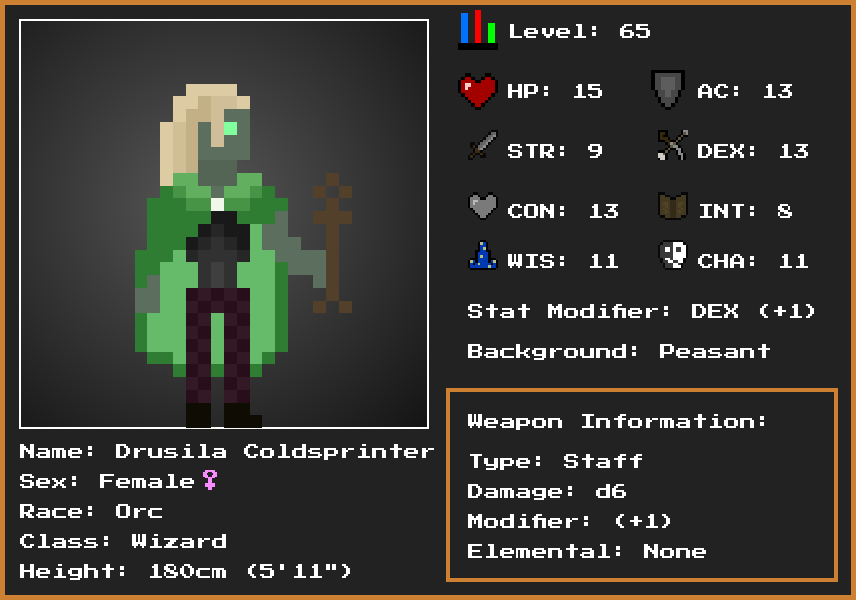 Level: 65
HP: 15 AC: 13
STR: 9 DEX: 13
CON: 13 INT: 8
WIS: 11 CHA: 11
Stat Modifier: DEX (+1)
Background: Peasant
Weapon Information:
Type: Staff
Damage: d6
Modifier: (+1)
Elemental: None
Name: Drusila Coldsprinter
Sex: Female♀
Race: Orc
Class: Wizard
Height: 180cm (5'11")